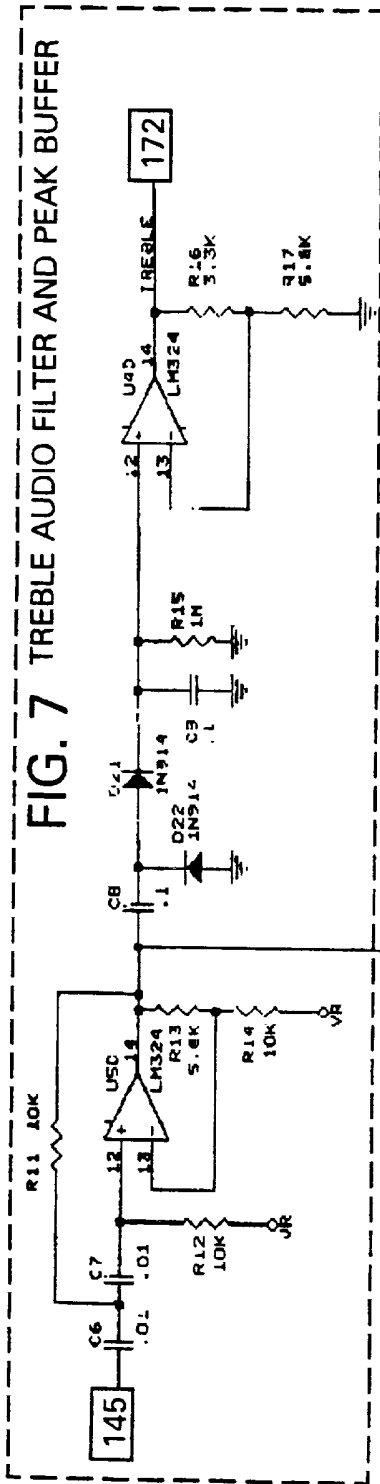 FIG. 7 TREBLE AUDIO FILTER AND PEAK BUFFER
145
C6
.01
C7
.01
R11 10K
R12
10K
VR
12
13
U5C
14
LM324
R13
5.6K
R14
10K
VR
C8
.1
D22
1N914
D21
1N914
C9
.1
R15
1M
12
13
U4D
14
LM324
TREBLE
172
R16
3.3K
R17
5.6K